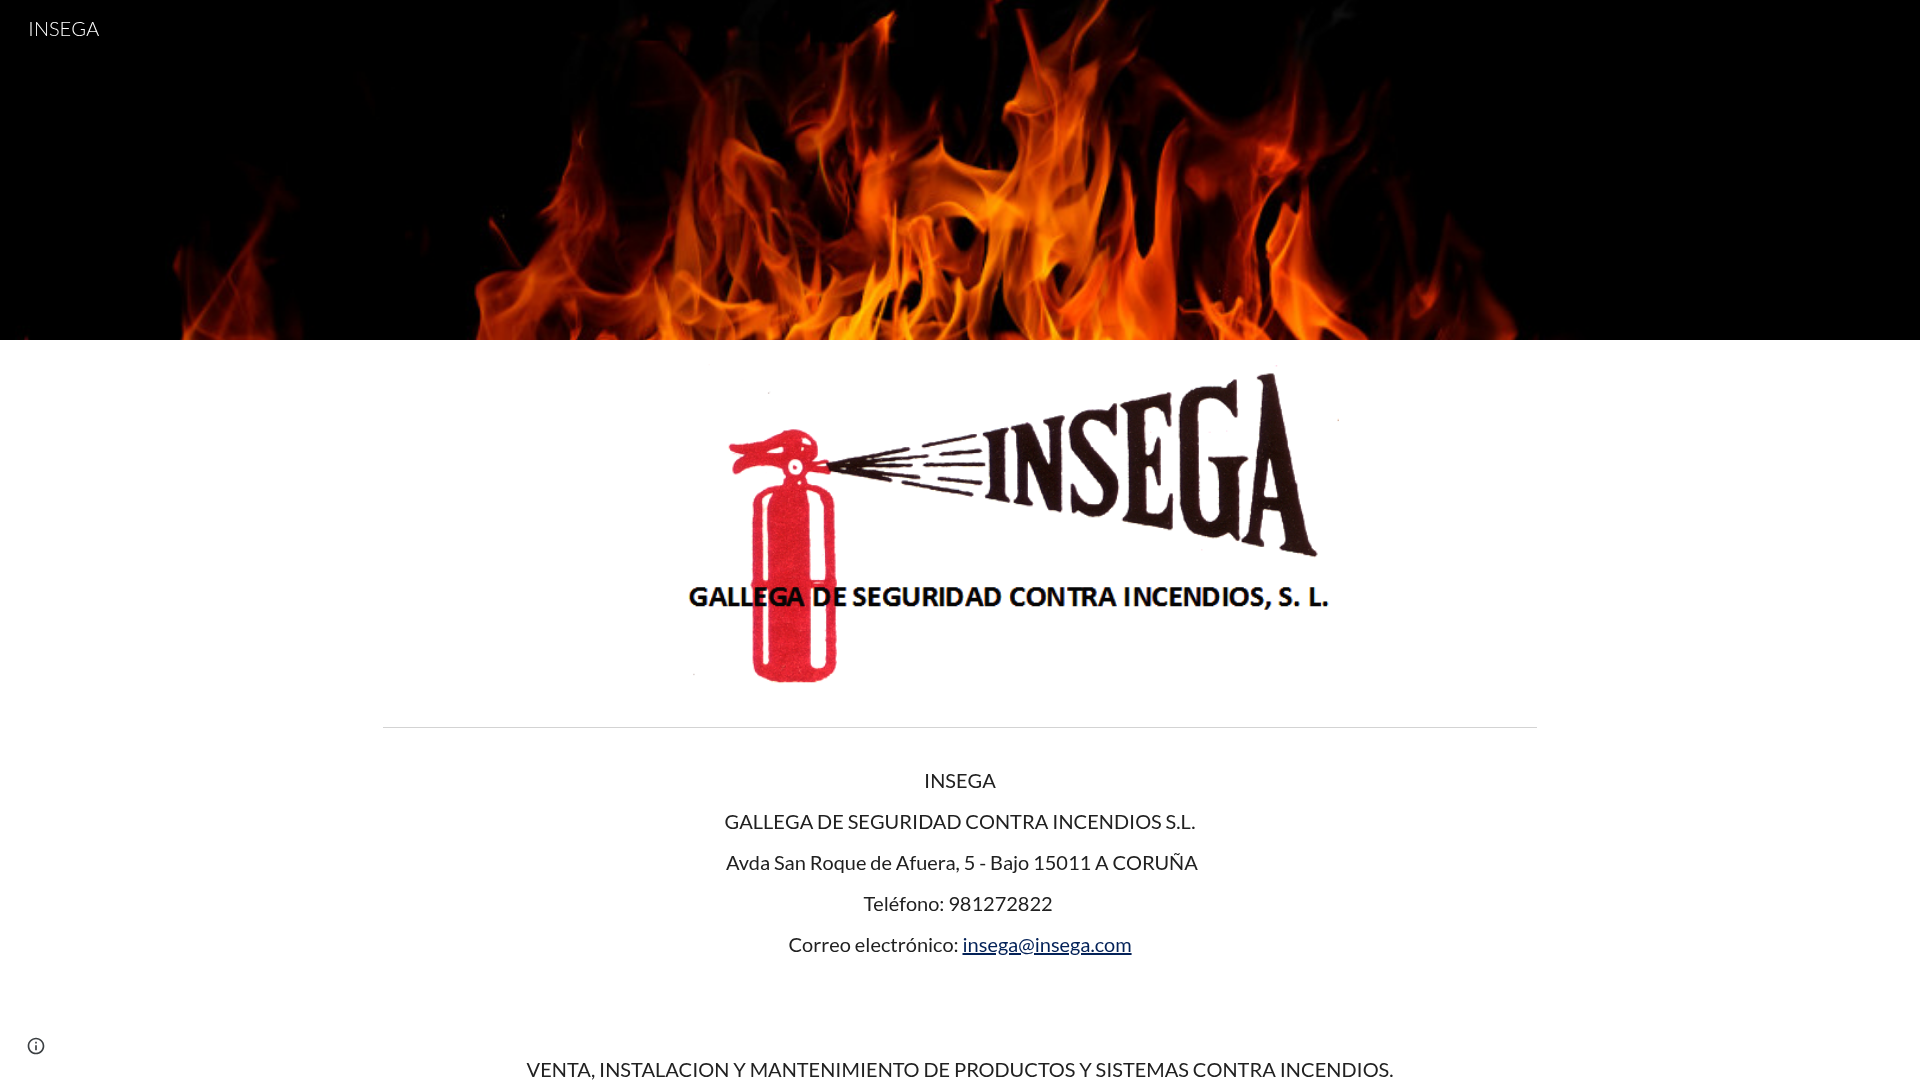 INSEGA
INSEGA
GALLEGA DE SEGURIDAD CONTRA INCENDIOS, S. L.
INSEGA
GALLEGA DE SEGURIDAD CONTRA INCENDIOS S.L.
Avda San Roque de Afuera, 5 - Bajo 15011 A CORUÑA
Teléfono: 981272822
Correo electrónico: insega@insega.com
VENTA, INSTALACION Y MANTENIMIENTO DE PRODUCTOS Y SISTEMAS CONTRA INCENDIOS.